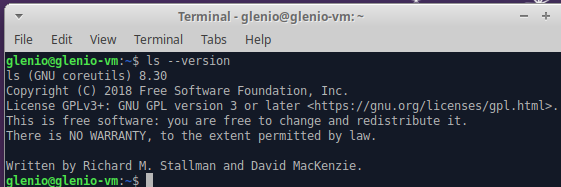 Terminal - glenio@glenio-vm: ~
File Edit View Terminal Tabs Help
glenio@glenio-vm:~$ ls --version
ls (GNU coreutils) 8.30
Copyright (C) 2018 Free Software Foundation, Inc.
License GPLv3+: GNU GPL version 3 or later <https://gnu.org/licenses/gpl.html>.
This is free software: you are free to change and redistribute it.
There is NO WARRANTY, to the extent permitted by law.
Written by Richard M. Stallman and David MacKenzie.
glenio@glenio-vm:~$